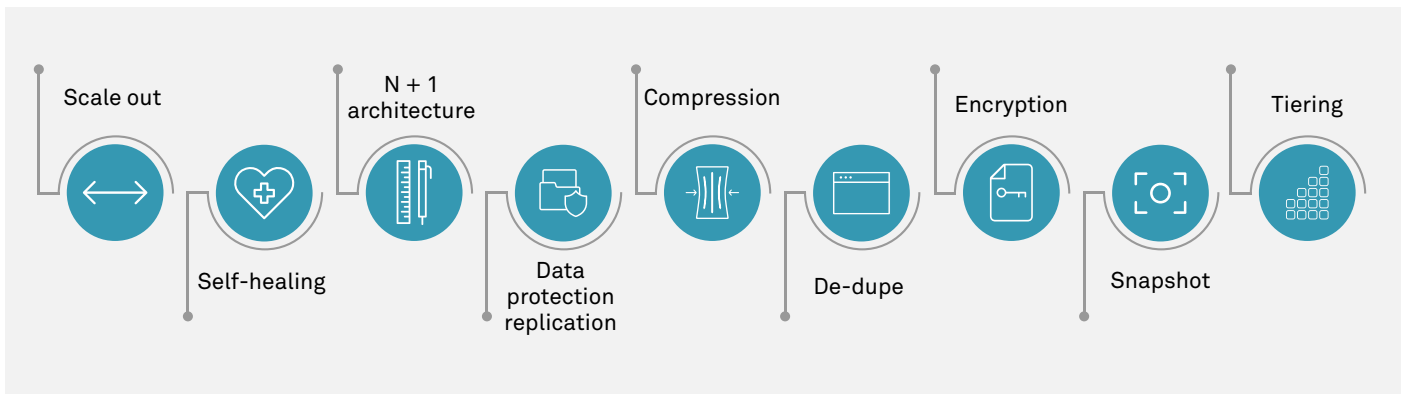 Scale out
Self-healing
N + 1
architecture
Data
protection
replication
Compression
De-dupe
Encryption
Snapshot
Tiering